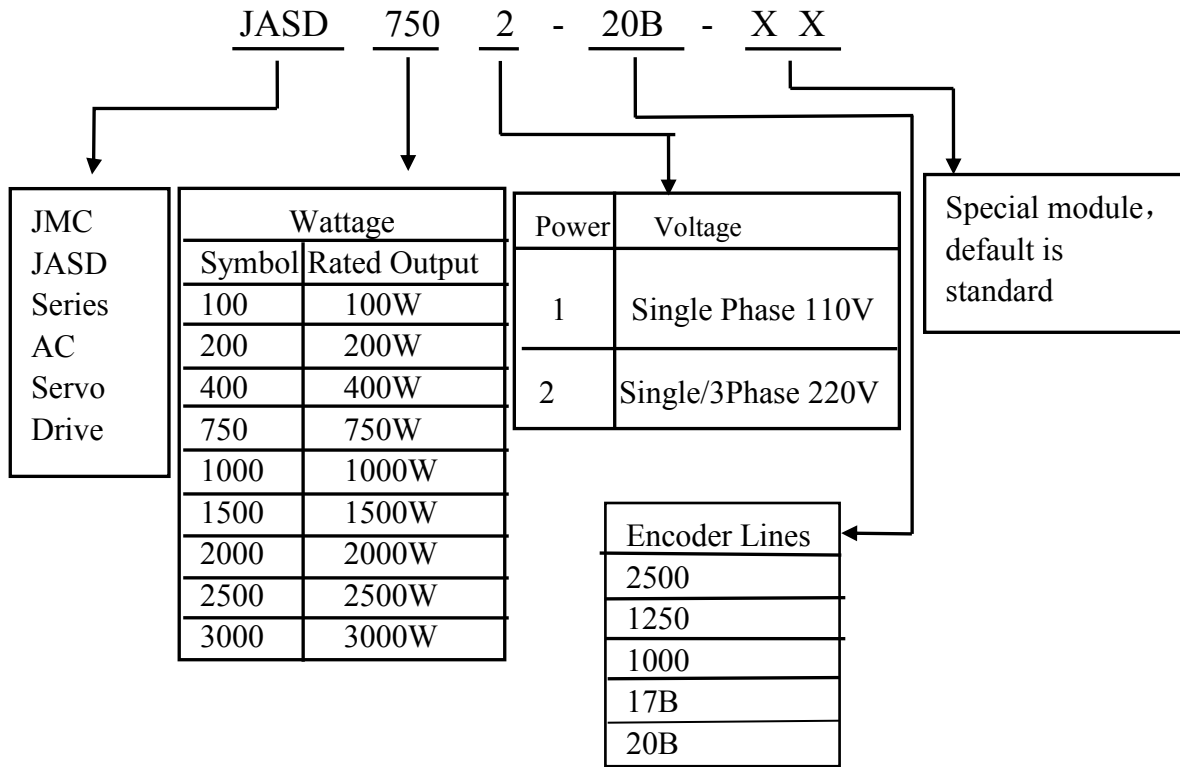 JASD 750 2 - 20B - X X
JMC
JASD
Series
AC
Servo
Drive
Wattage
Symbol Rated Output
100 100W
200 200W
400 400W
750 750W
1000 1000W
1500 1500W
2000 2000W
2500 2500W
3000 3000W
Power Voltage
1 Single Phase 110V
2 Single/3Phase 220V
Special module，
default is
standard
Encoder Lines
2500
1250
1000
17B
20B